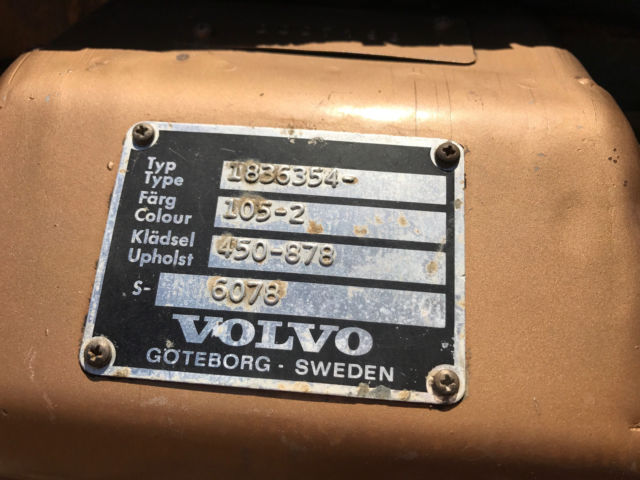 Typ
Type 1836354-
Färg
Colour 105-2
Klädsel
Upholst 450-878
S- 6078
VOLVO
GÖTEBORG · SWEDEN